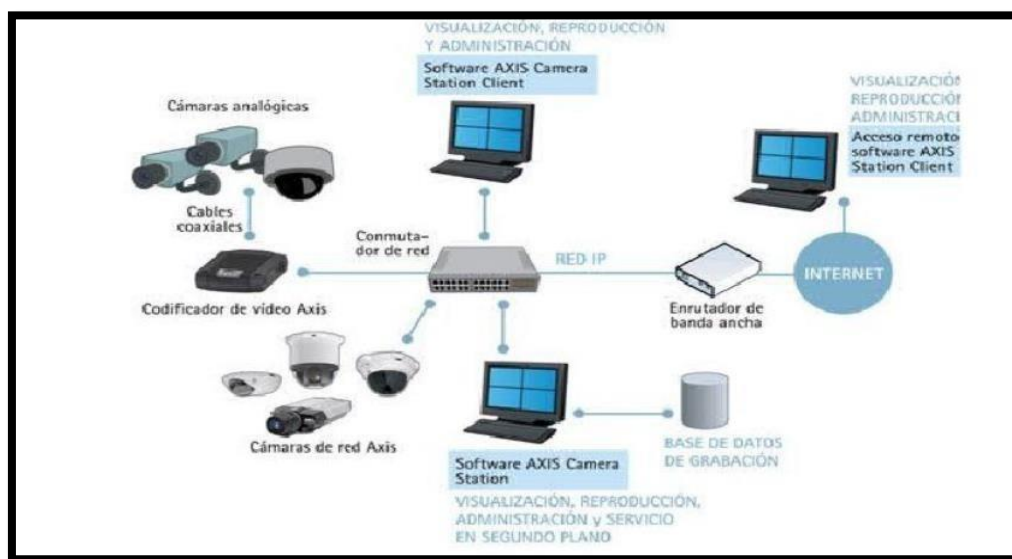 VISUALIZACIÓN, REPRODUCCIÓN
Y ADMINISTRACIÓN
Software AXIS Camera
Station Client
Cámaras analógicas
VISUALIZACIÓN
REPRODUCCIÓN
ADMINISTRACI
Acceso remoto
software AXIS
Station Client
Cables
coaxiales
Conmuta-
dor de red
RED IP
INTERNET
Codificador de vídeo Axis
Enrutador de
banda ancha
Cámaras de red Axis
BASE DE DATOS
DE GRABACIÓN
Software AXIS Camera
Station
VISUALIZACIÓN, REPRODUCCIÓN,
ADMINISTRACIÓN y SERVICIO
EN SEGUNDO PLANO